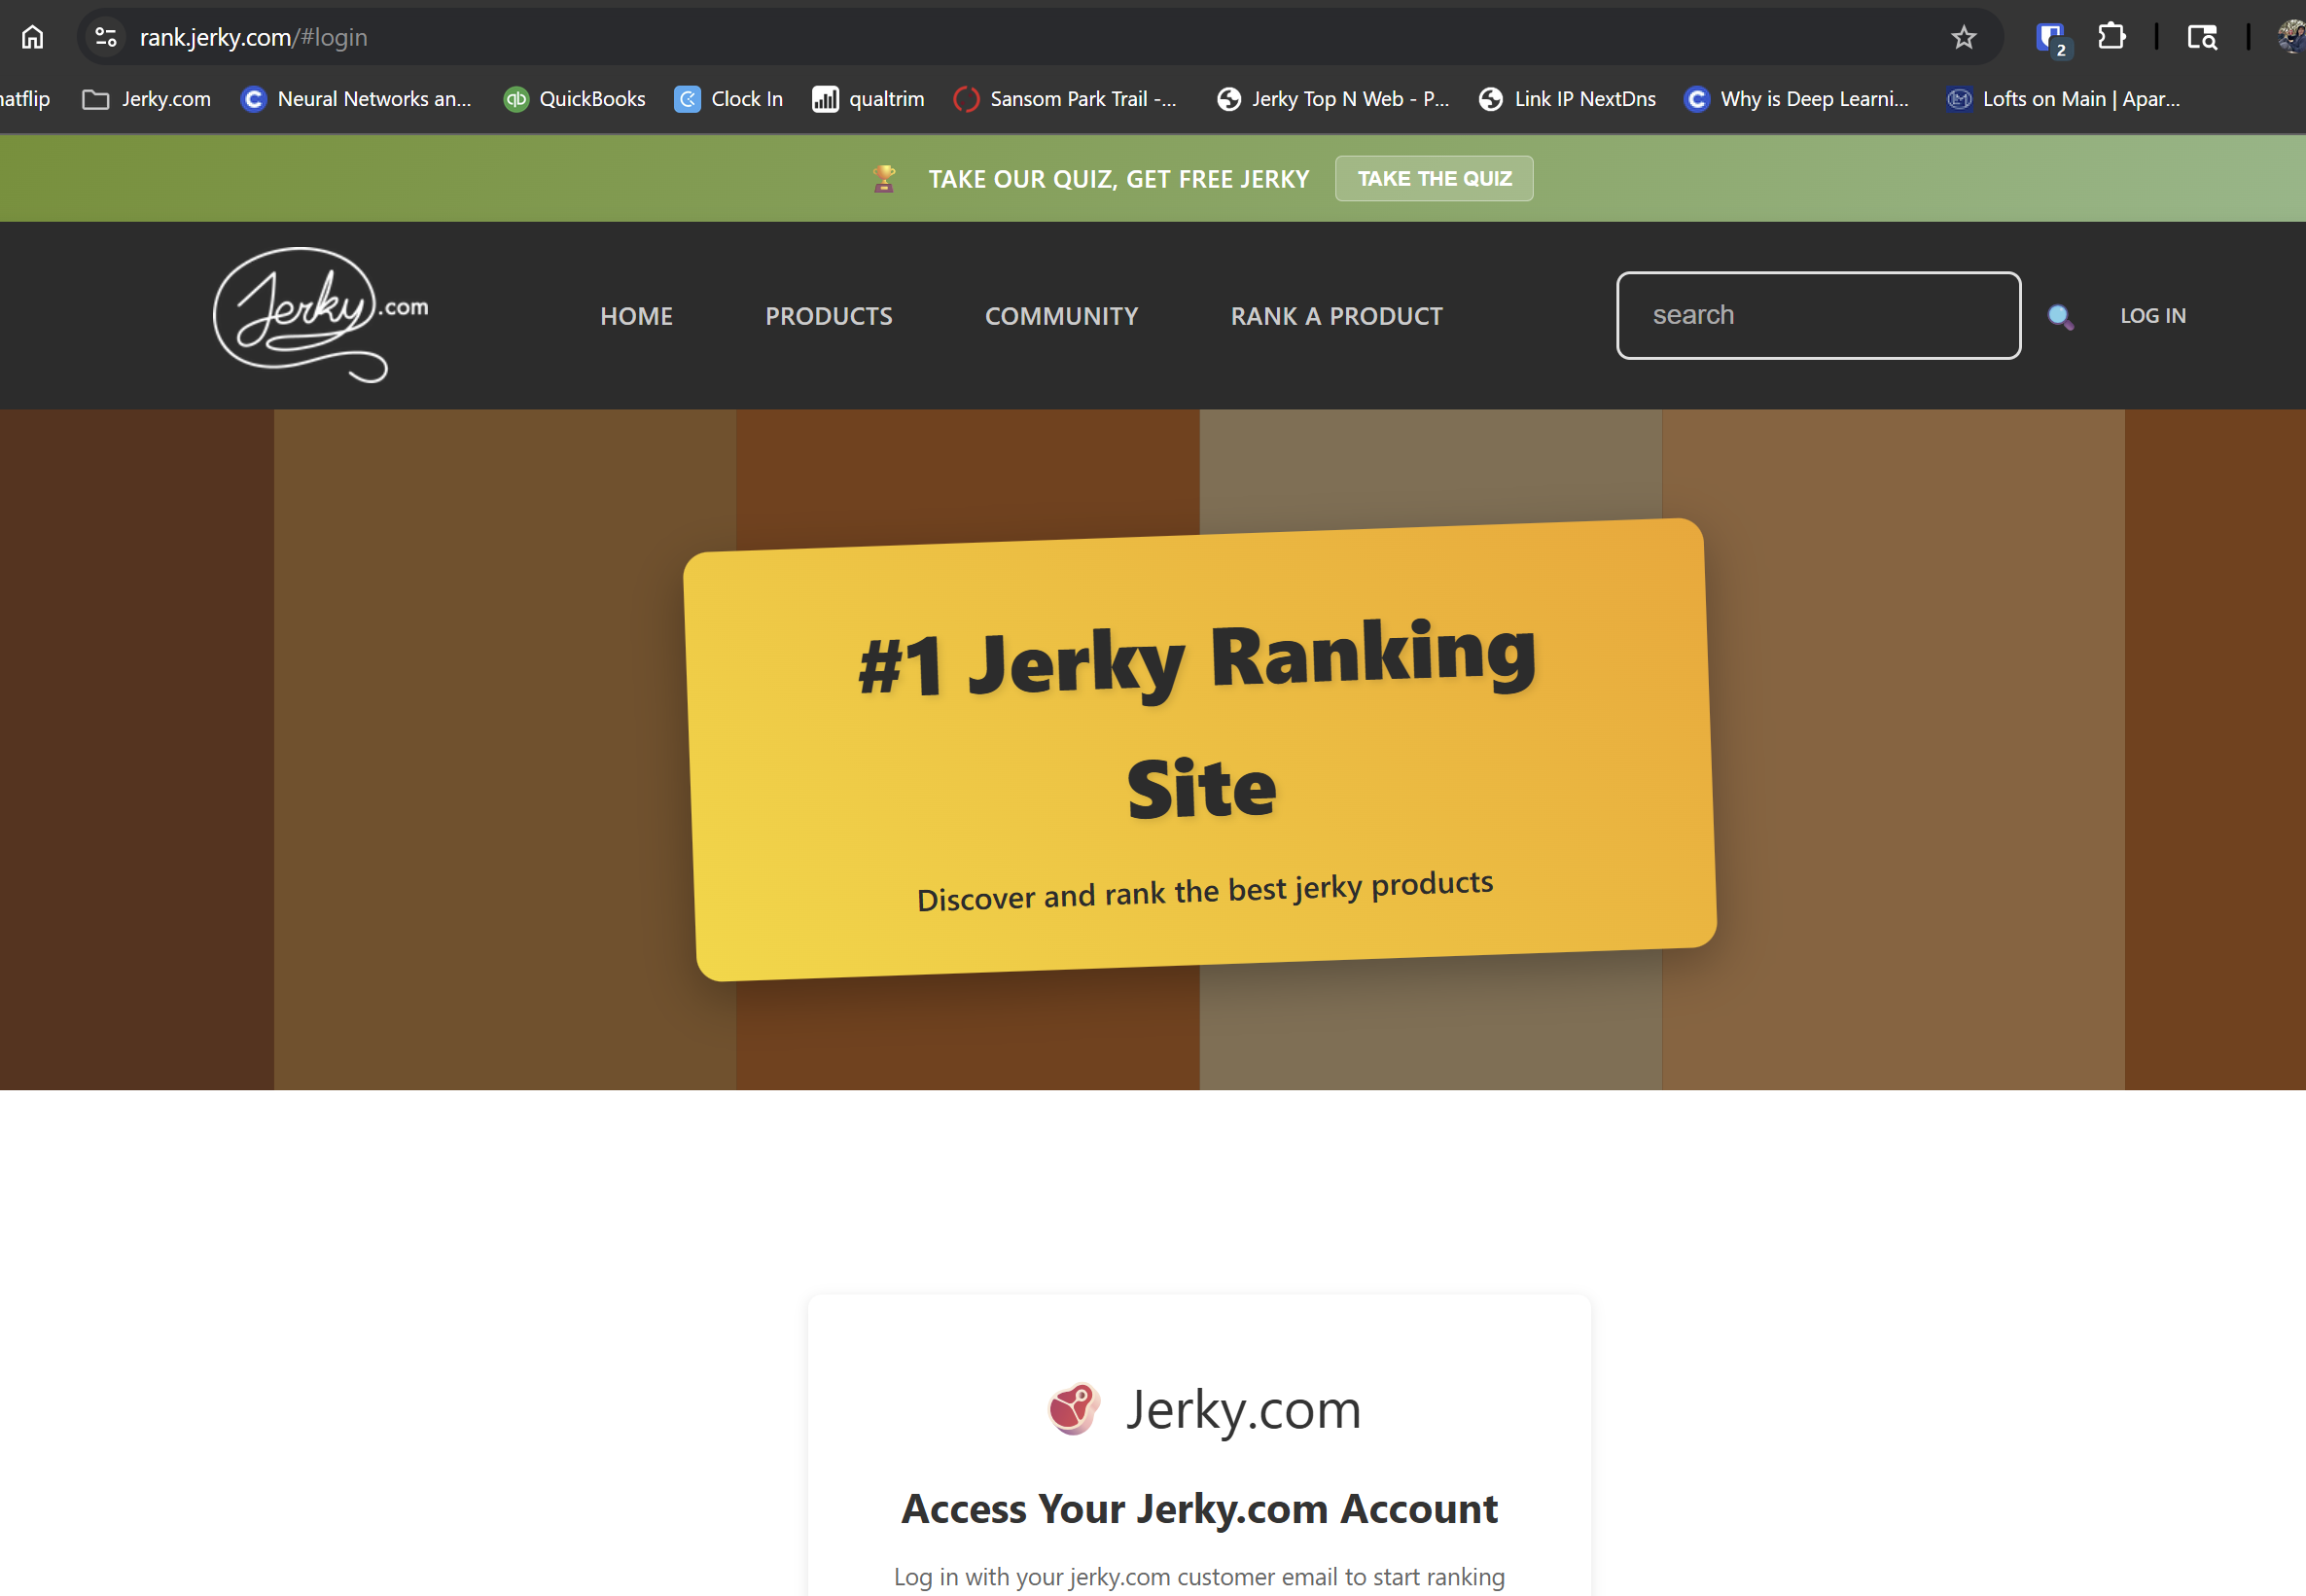 rank.jerky.com/#login
2
atflip
Jerky.com
Neural Networks an...
qb QuickBooks
Clock In
qualtrim
Sansom Park Trail -...
Jerky Top N Web - P...
Link IP NextDns
Why is Deep Learni...
Lofts on Main | Apar...
TAKE OUR QUIZ, GET FREE JERKY
TAKE THE QUIZ
Jerky.com
HOME
PRODUCTS
COMMUNITY
RANK A PRODUCT
search
LOG IN
#1 Jerky Ranking
Site
Discover and rank the best jerky products
Jerky.com
Access Your Jerky.com Account
Log in with your jerky.com customer email to start ranking